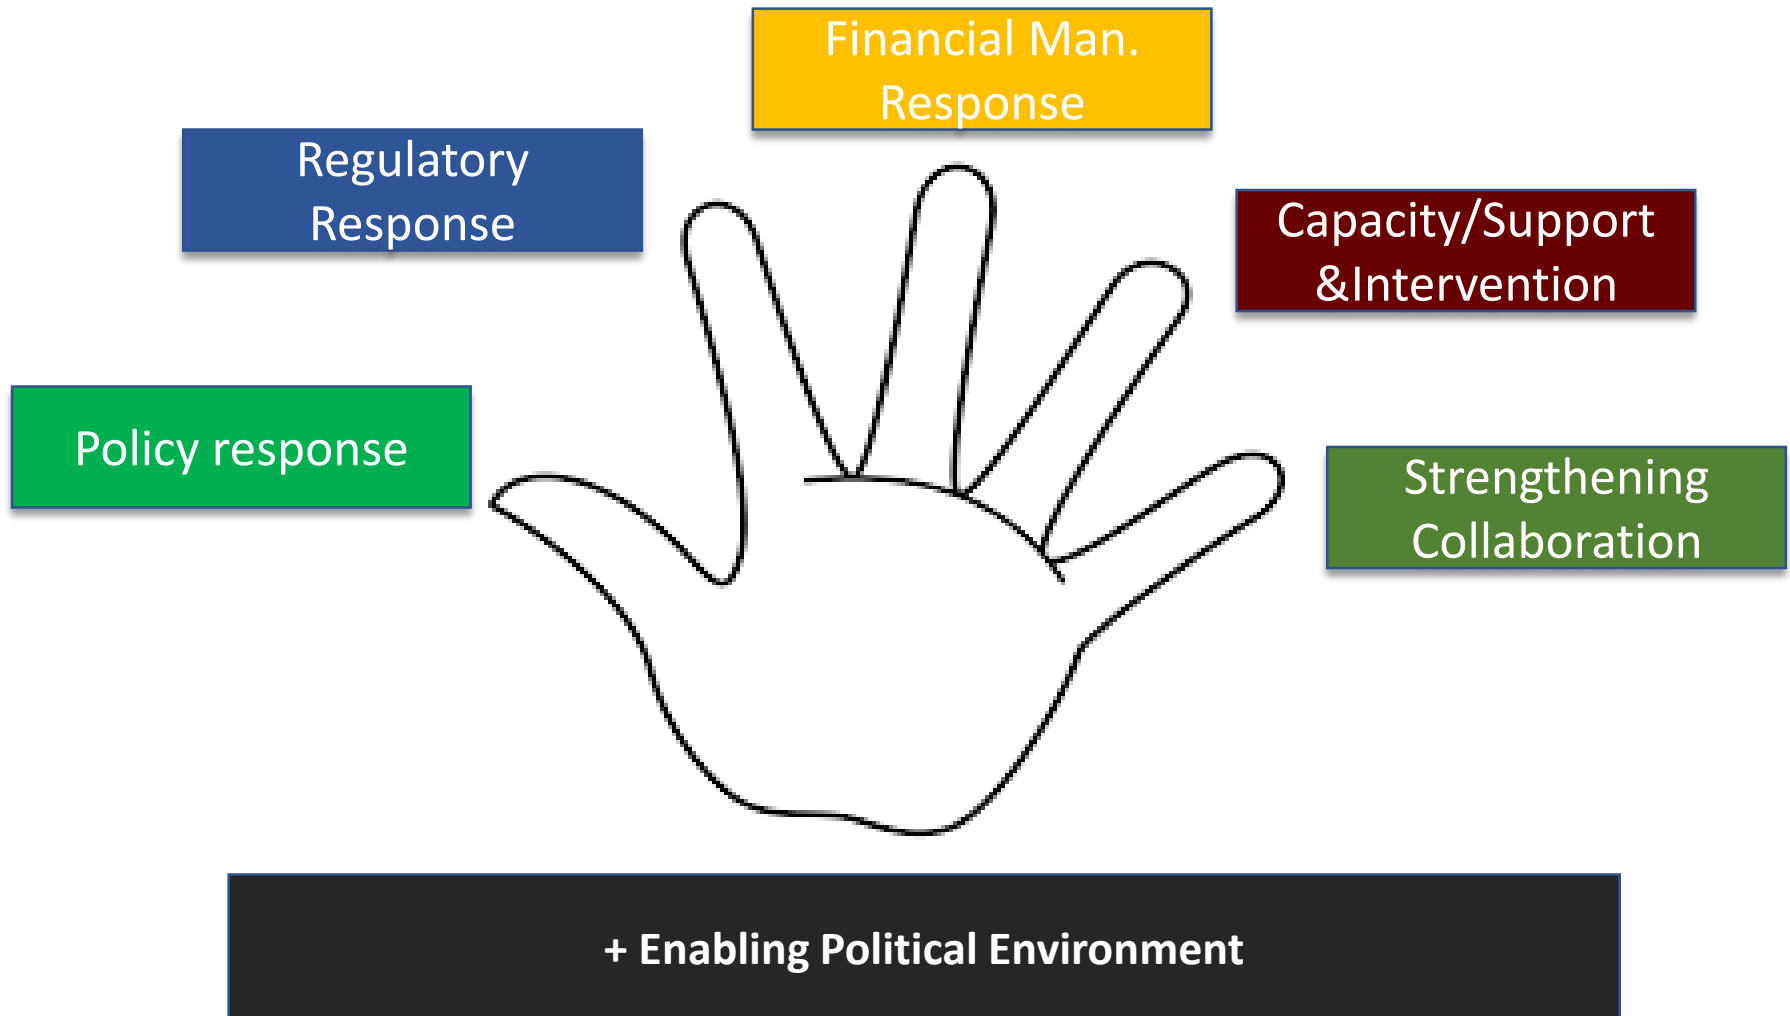 Financial Man.
Response
Regulatory
Response
Capacity/Support
&Intervention
Policy response
Strengthening
Collaboration
+ Enabling Political Environment